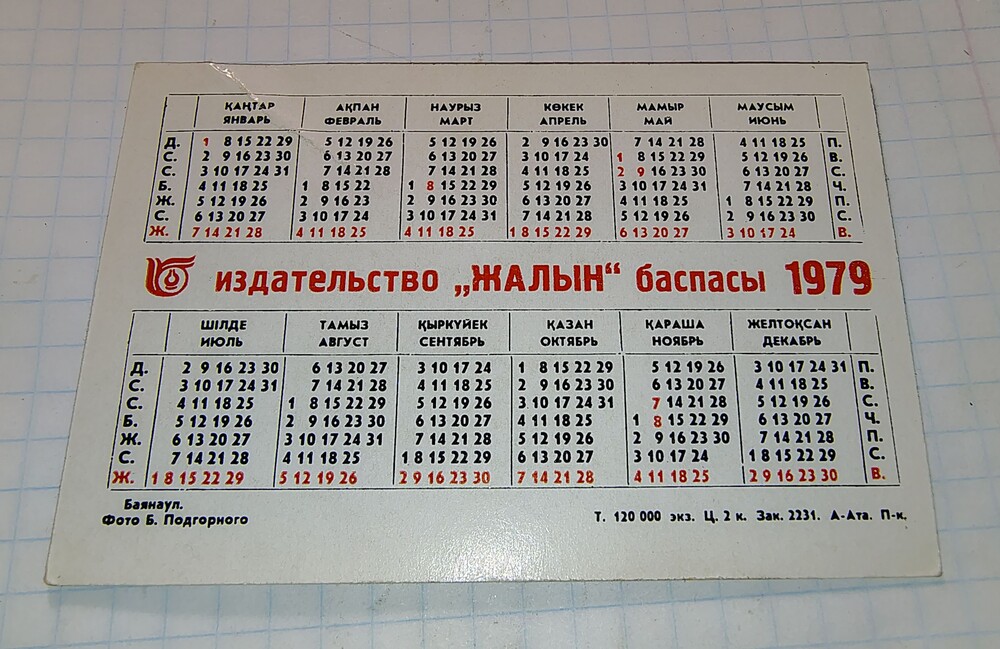 ҚАҢТАР АҚПАН НАУРЫЗ КӨКЕК МАМЫР МАУСЫМ
ЯНВАРЬ ФЕВРАЛЬ МАРТ АПРЕЛЬ МАЙ ИЮНЬ
Д. 1 8 15 22 29 5 12 19 26 5 12 19 26 2 9 16 23 30 7 14 21 28 4 11 18 25 П.
С. 2 9 16 23 30 6 13 20 27 6 13 20 27 3 10 17 24 1 8 15 22 29 5 12 19 26 В.
С. 3 10 17 24 31 7 14 21 28 7 14 21 28 4 11 18 25 2 9 16 23 30 6 13 20 27 С.
Б. 4 11 18 25 1 8 15 22 1 8 15 22 29 5 12 19 26 3 10 17 24 31 7 14 21 28 Ч.
Ж. 5 12 19 26 2 9 16 23 2 9 16 23 30 6 13 20 27 4 11 18 25 1 8 15 22 29 П.
С. 6 13 20 27 3 10 17 24 3 10 17 24 31 7 14 21 28 5 12 19 26 2 9 16 23 30 С.
Ж. 7 14 21 28 4 11 18 25 4 11 18 25 1 8 15 22 29 6 13 20 27 3 10 17 24 В.
издательство „ЖАЛЫН“ баспасы 1979
ШІЛДЕ ТАМЫЗ ҚЫРКҮЙЕК ҚАЗАН ҚАРАША ЖЕЛТОҚСАН
ИЮЛЬ АВГУСТ СЕНТЯБРЬ ОКТЯБРЬ НОЯБРЬ ДЕКАБРЬ
Д. 2 9 16 23 30 6 13 20 27 3 10 17 24 1 8 15 22 29 5 12 19 26 3 10 17 24 31 П.
С. 3 10 17 24 31 7 14 21 28 4 11 18 25 2 9 16 23 30 6 13 20 27 4 11 18 25 В.
С. 4 11 18 25 1 8 15 22 29 5 12 19 26 3 10 17 24 31 7 14 21 28 5 12 19 26 С.
Б. 5 12 19 26 2 9 16 23 30 6 13 20 27 4 11 18 25 1 8 15 22 29 6 13 20 27 Ч.
Ж. 6 13 20 27 3 10 17 24 31 7 14 21 28 5 12 19 26 2 9 16 23 30 7 14 21 28 П.
С. 7 14 21 28 4 11 18 25 1 8 15 22 29 6 13 20 27 3 10 17 24 1 8 15 22 29 С.
Ж. 1 8 15 22 29 5 12 19 26 2 9 16 23 30 7 14 21 28 4 11 18 25 2 9 16 23 30 В.
Баянаул.
Фото Б. Подгорного
Т. 120 000 экз. Ц. 2 к. Зак. 2231. А-Ата. П-к.